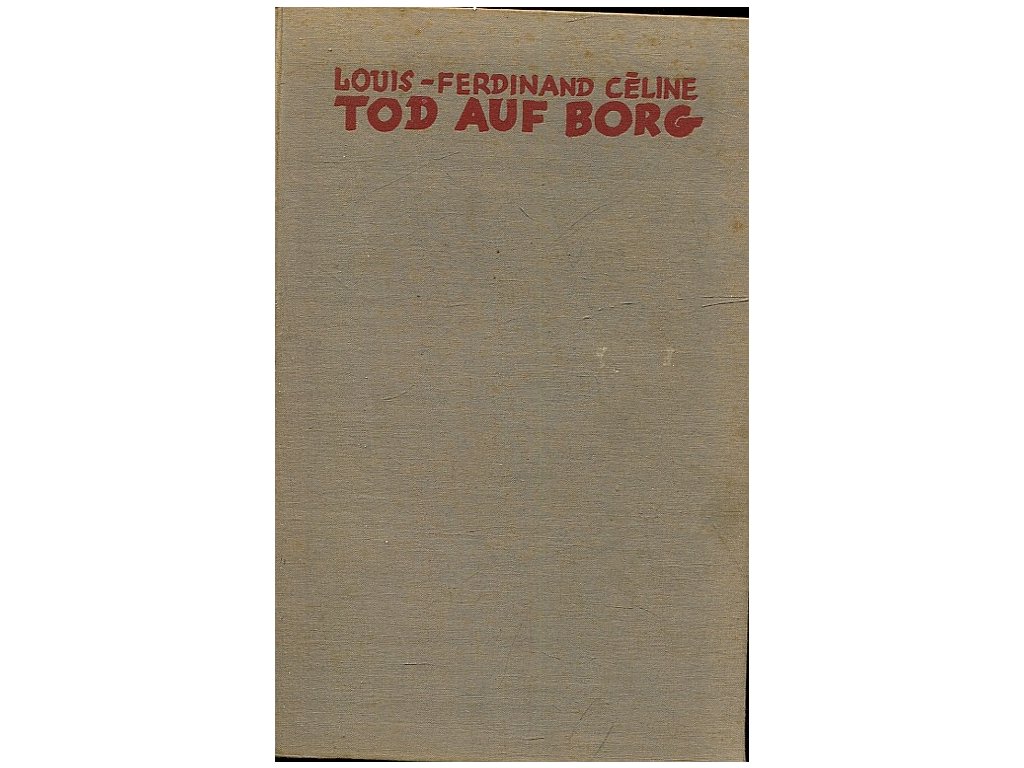 LOUIS-FERDINAND CÉLINE
TOD AUF BORG